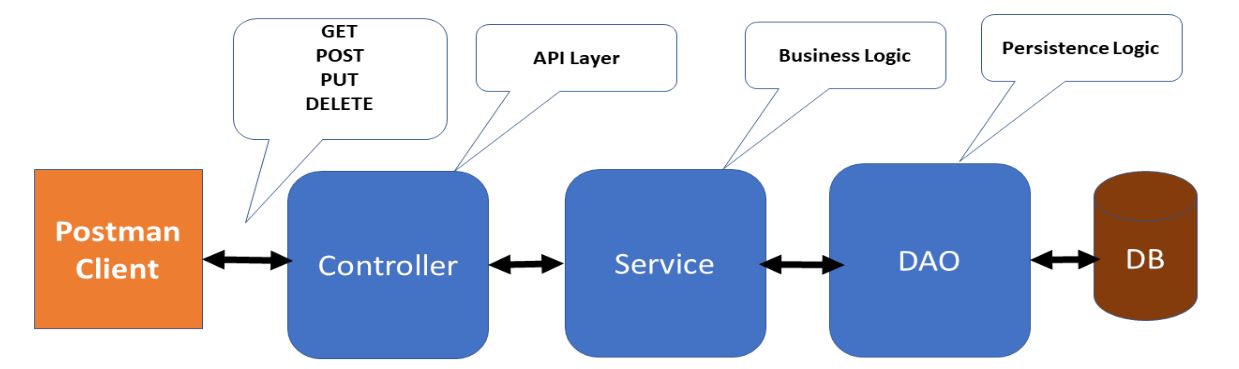 GET
POST
PUT
DELETE
API Layer
Business Logic
Persistence Logic
Postman
Client
Controller
Service
DAO
DB